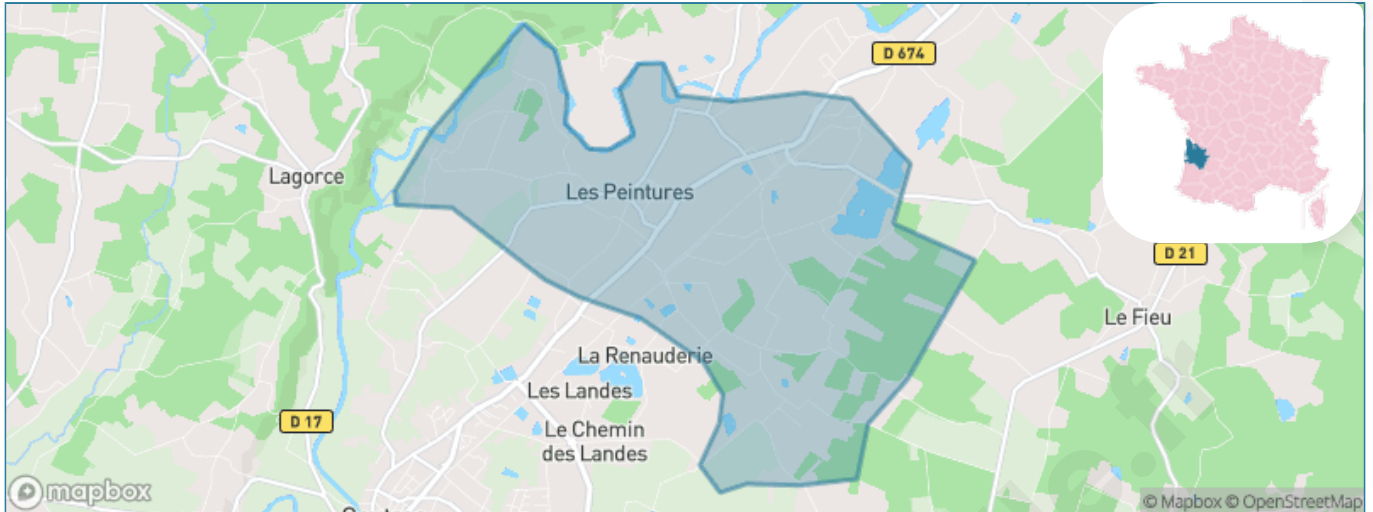 D 674
Lagorce
Les Peintures
D 21
Le Fieu
La Renauderie
Les Landes
D 17
Le Chemin
des Landes
mapbox
© Mapbox © OpenStreetMap